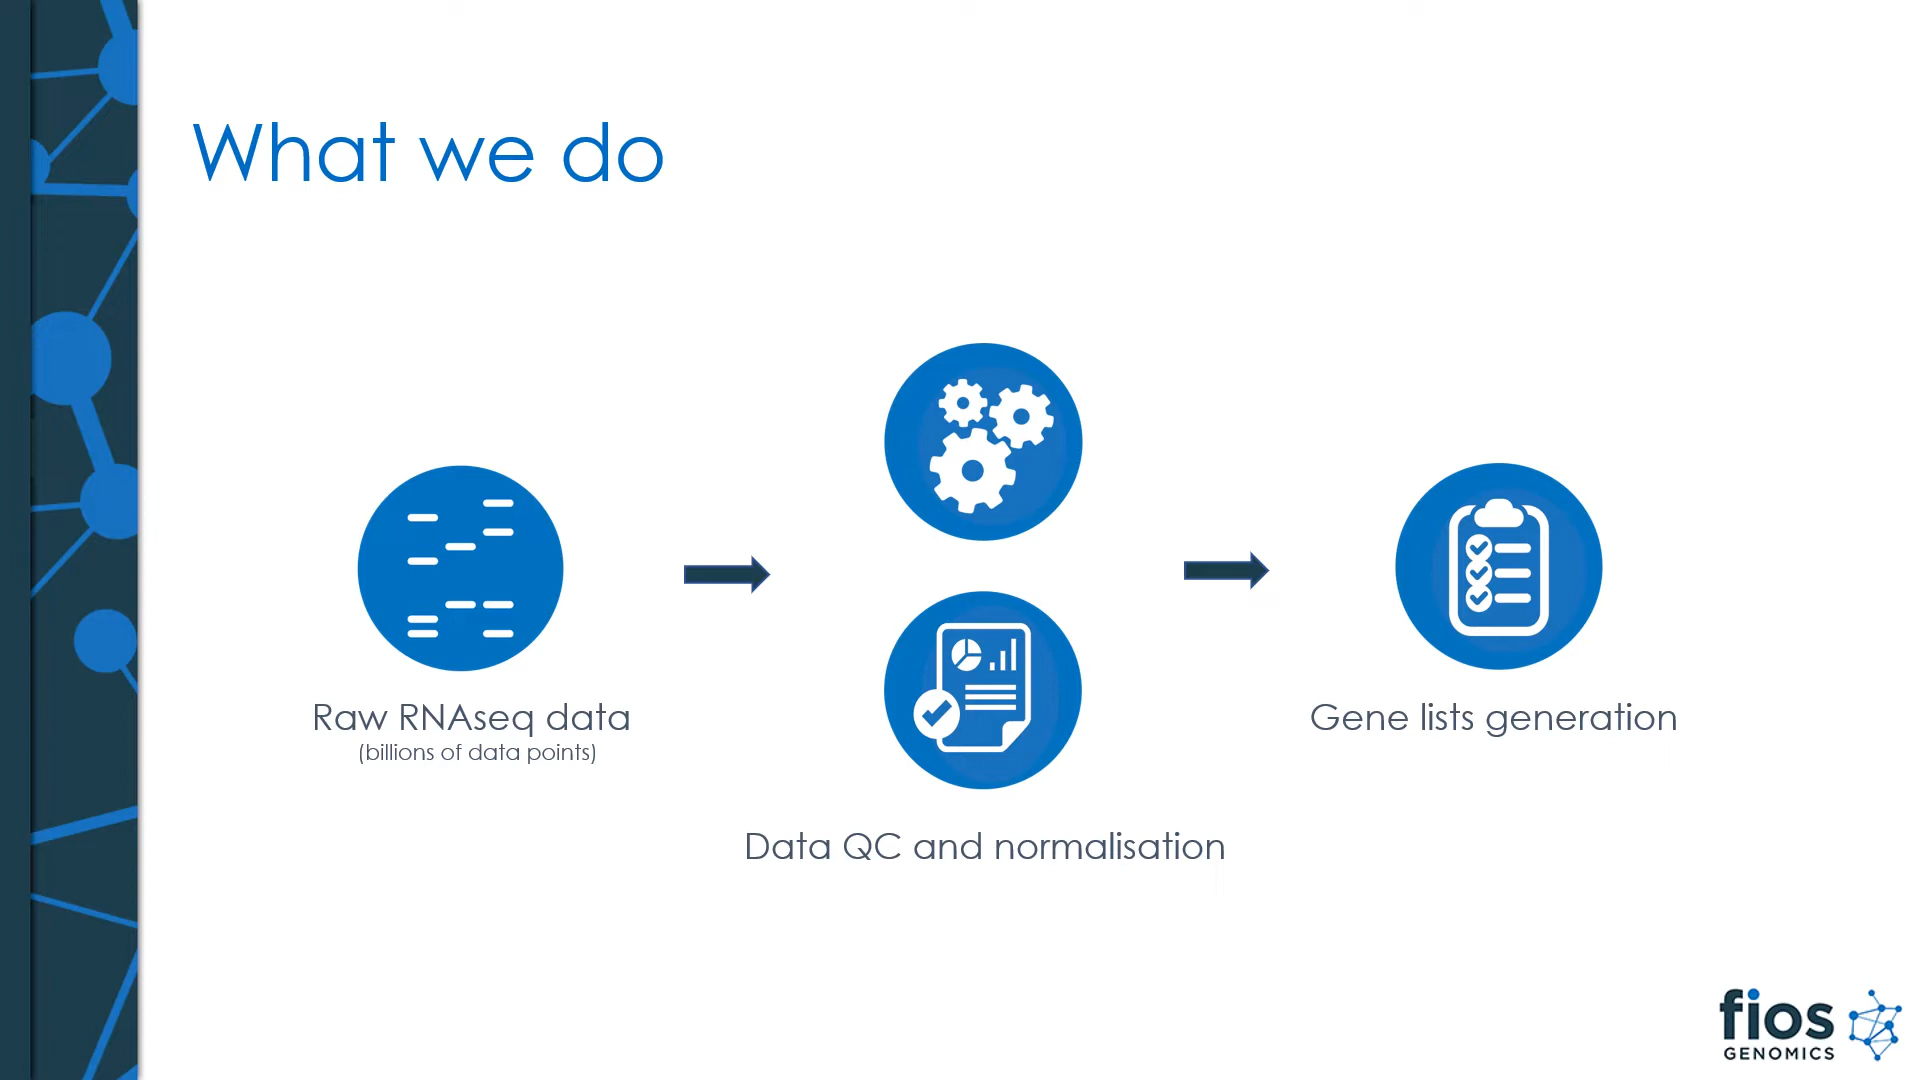 What we do
Raw RNAseq data
(billions of data points)
Data QC and normalisation
Gene lists generation
fios
GENOMICS